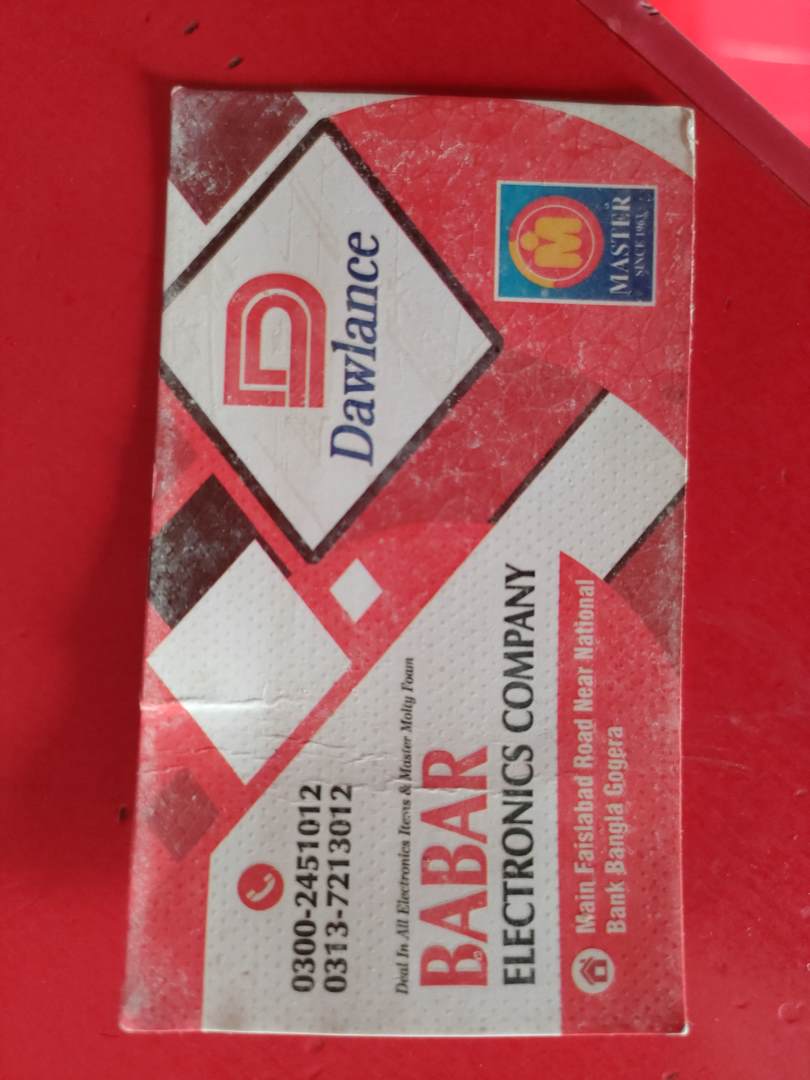 0300-2451012
0313-7213012
Deal In All Electronics Items & Master Molty Foam
BABAR
ELECTRONICS COMPANY
Main Faislabad Road Near National
Bank Bangla Gogera
Dawlance
M
MASTER
SINCE 1963